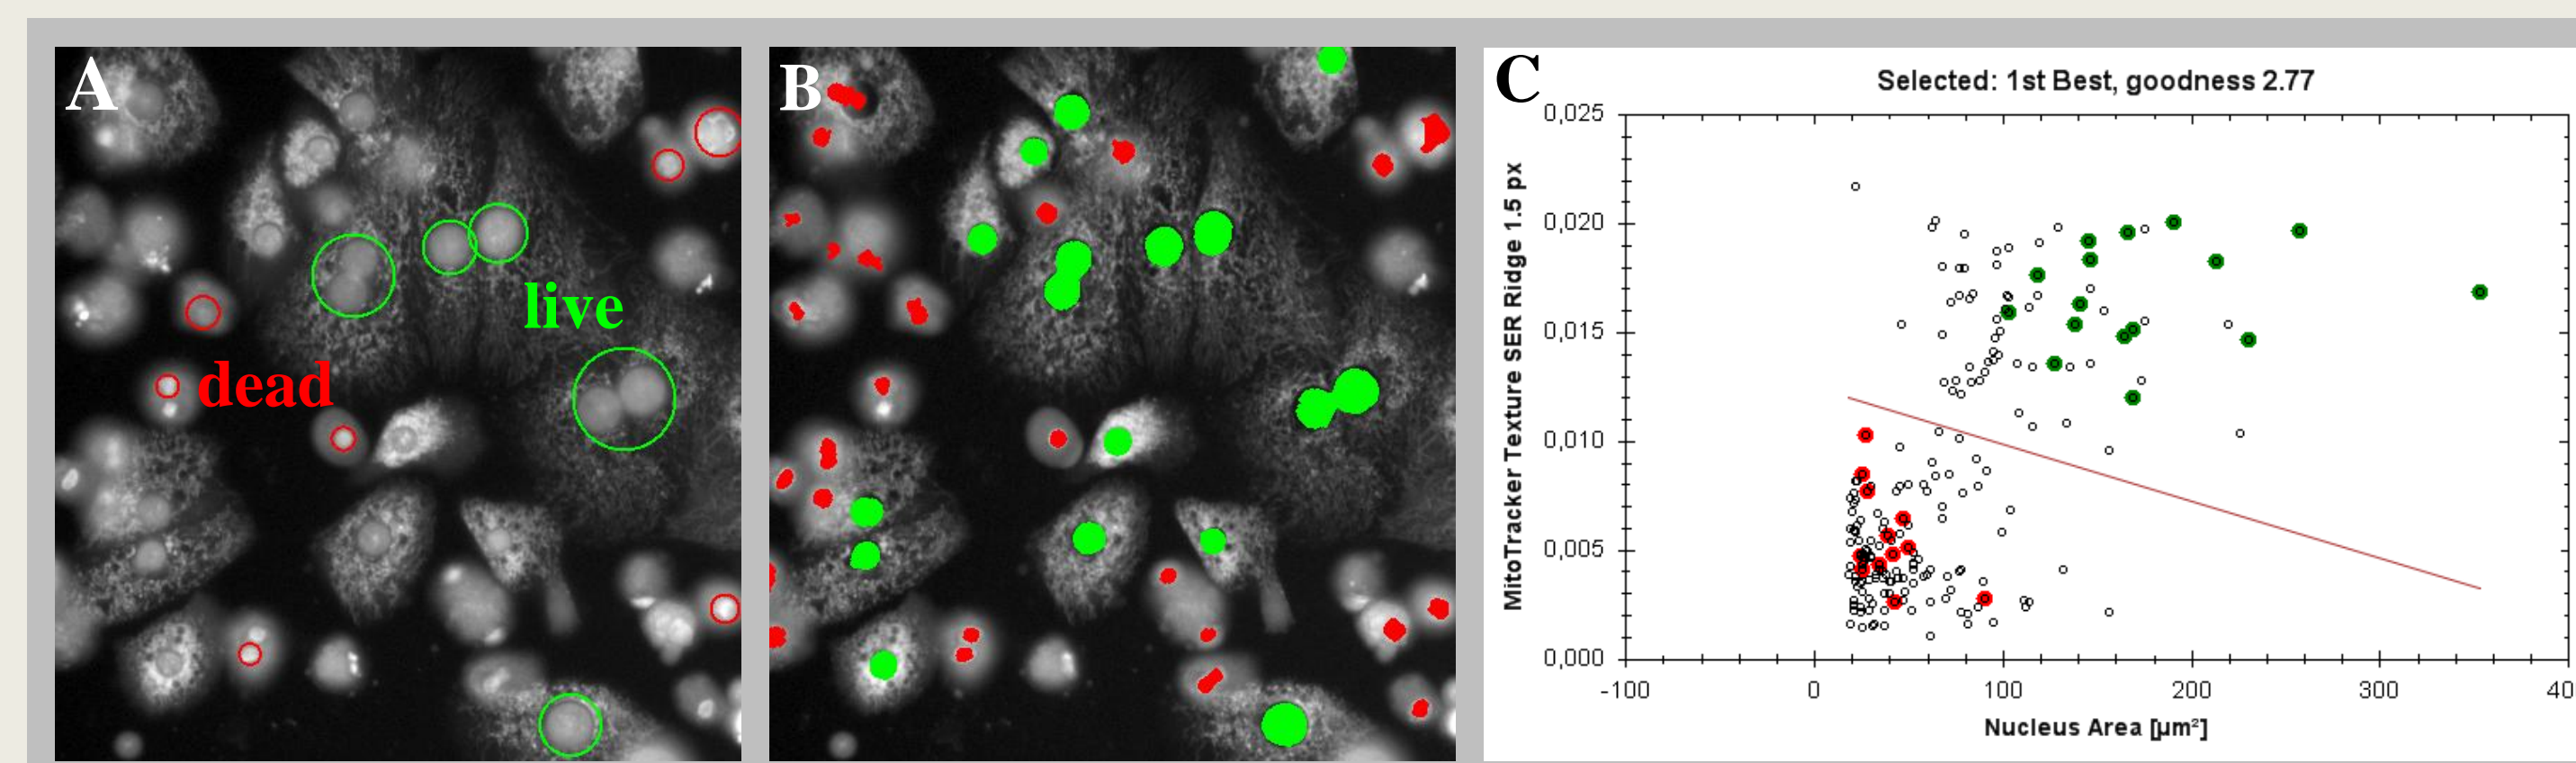 A
live
dead
B
C
Selected: 1st Best, goodness 2.77
MitoTracker Texture SER Ridge 1.5 px
0,025
0,020
0,015
0,010
0,005
0,000
-100
0
100
200
300
40
Nucleus Area [µm²]